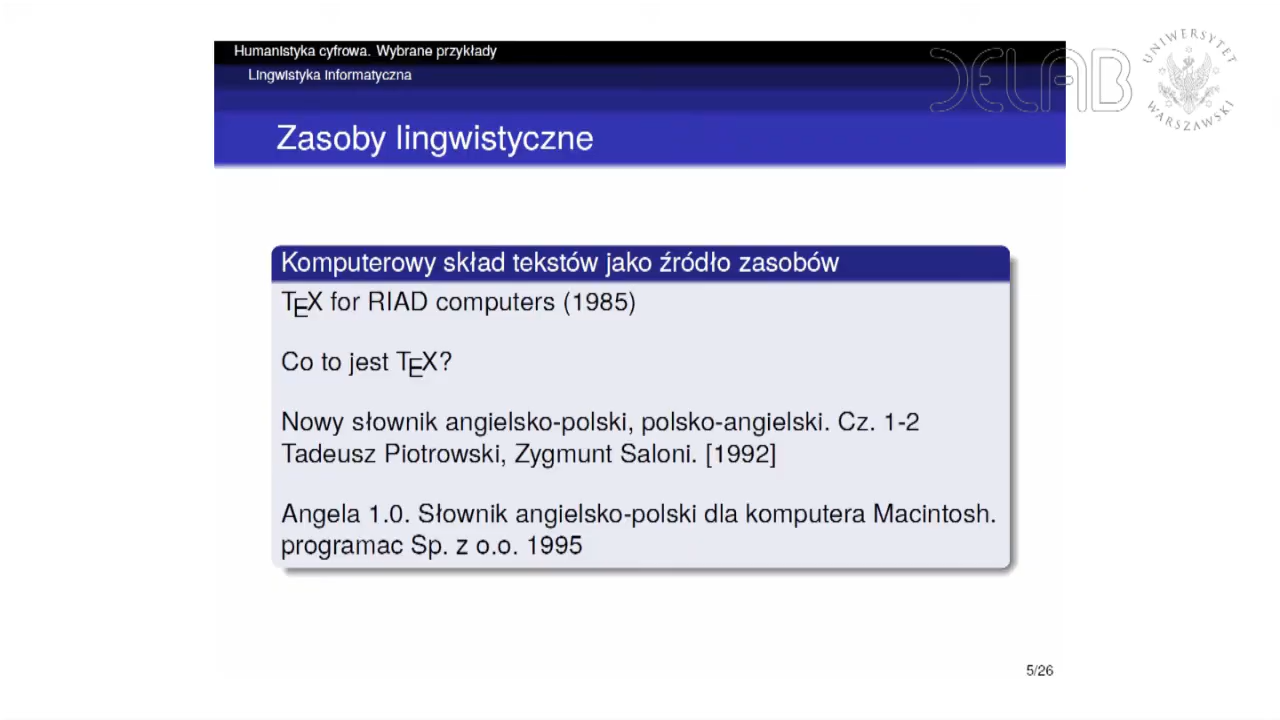 Humanistyka cyfrowa. Wybrane przykłady
Lingwistyka informatyczna
DELAB
UNIWERSYTET
WARSZAWSKI
Zasoby lingwistyczne
Komputerowy skład tekstów jako źródło zasobów
TEX for RIAD computers (1985)
Co to jest TEX?
Nowy słownik angielsko-polski, polsko-angielski. Cz. 1-2
Tadeusz Piotrowski, Zygmunt Saloni. [1992]
Angela 1.0. Słownik angielsko-polski dla komputera Macintosh.
programac Sp. z o.o. 1995
5/26